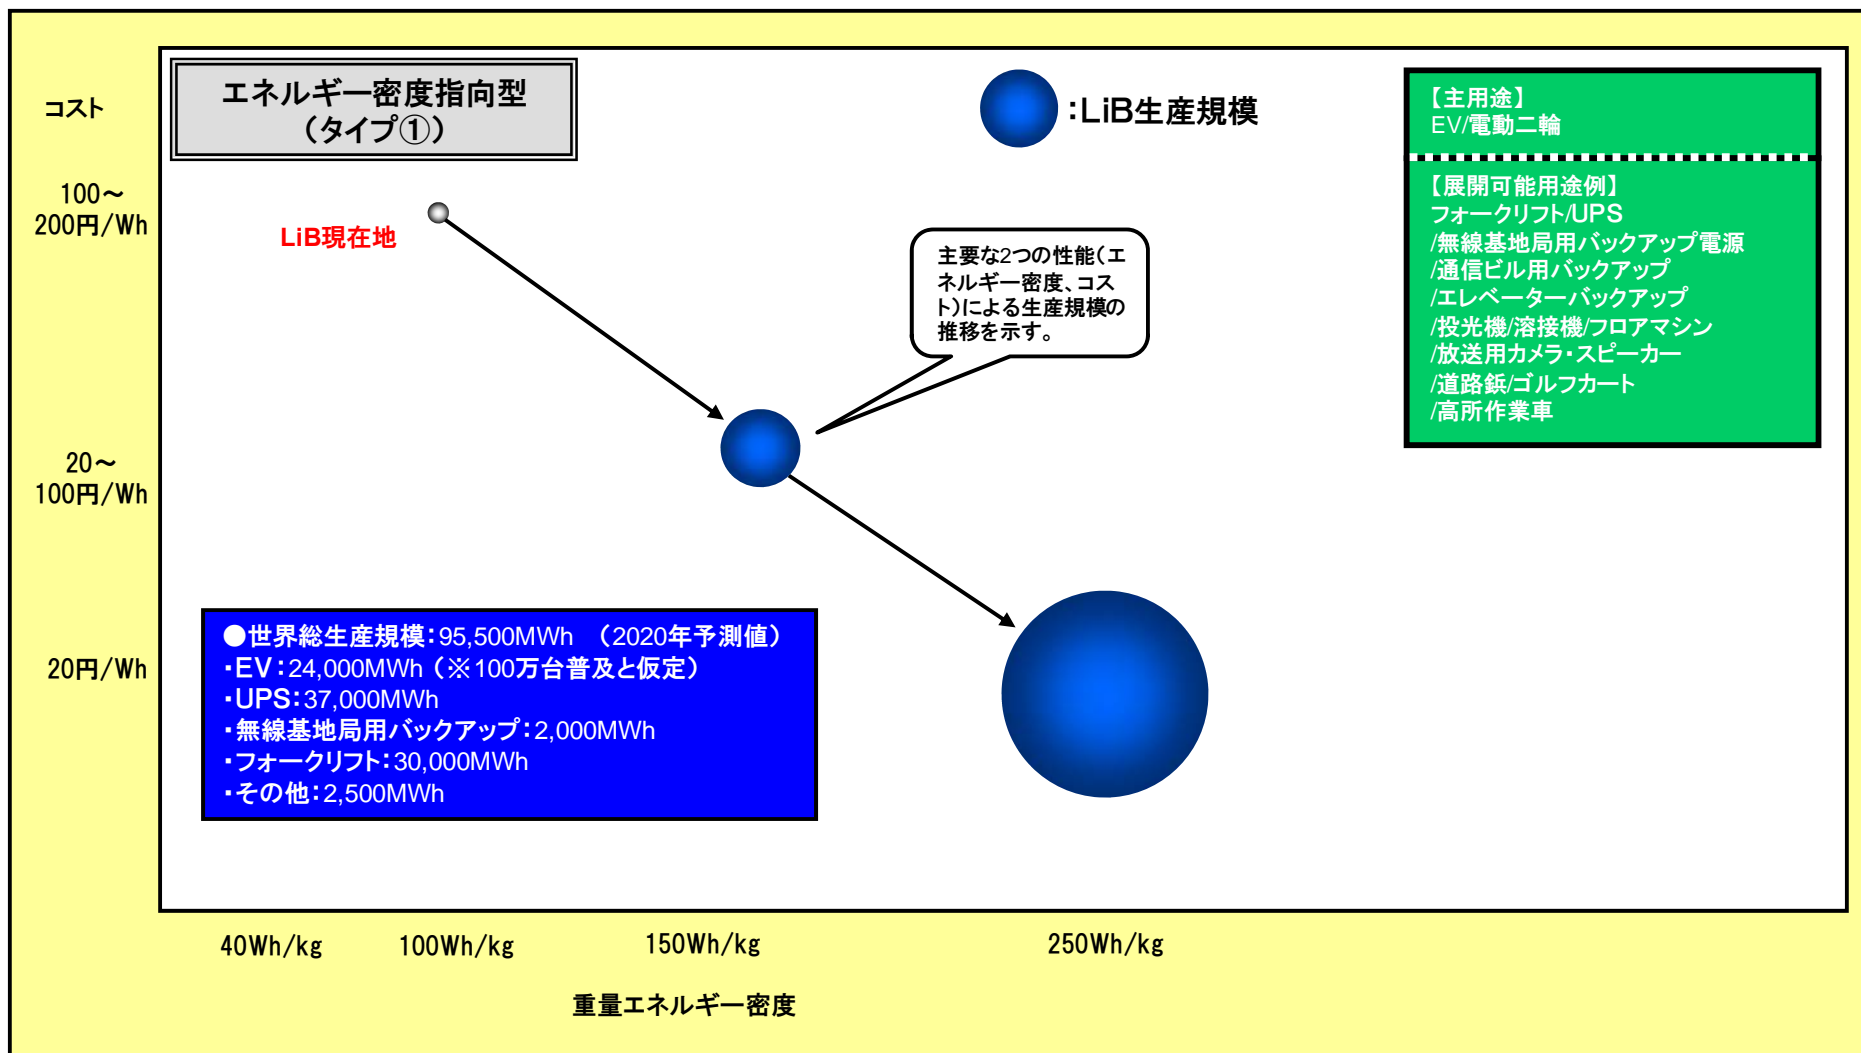 エネルギー密度指向型
（タイプ①）
：LiB生産規模
コスト
100～
200円/Wh
20～
100円/Wh
20円/Wh
LiB現在地
主要な2つの性能（エ
ネルギー密度、コス
ト）による生産規模の
推移を示す。
【主用途】
EV/電動二輪
【展開可能用途例】
フォークリフト/UPS
/無線基地局用バックアップ電源
/通信ビル用バックアップ
/エレベーターバックアップ
/投光機/溶接機/フロアマシン
/放送用カメラ・スピーカー
/道路鋲/ゴルフカート
/高所作業車
●世界総生産規模：95,500MWh （2020年予測値）
・EV：24,000MWh（※100万台普及と仮定）
・UPS：37,000MWh
・無線基地局用バックアップ：2,000MWh
・フォークリフト：30,000MWh
・その他：2,500MWh
40Wh/kg
100Wh/kg
150Wh/kg
250Wh/kg
重量エネルギー密度